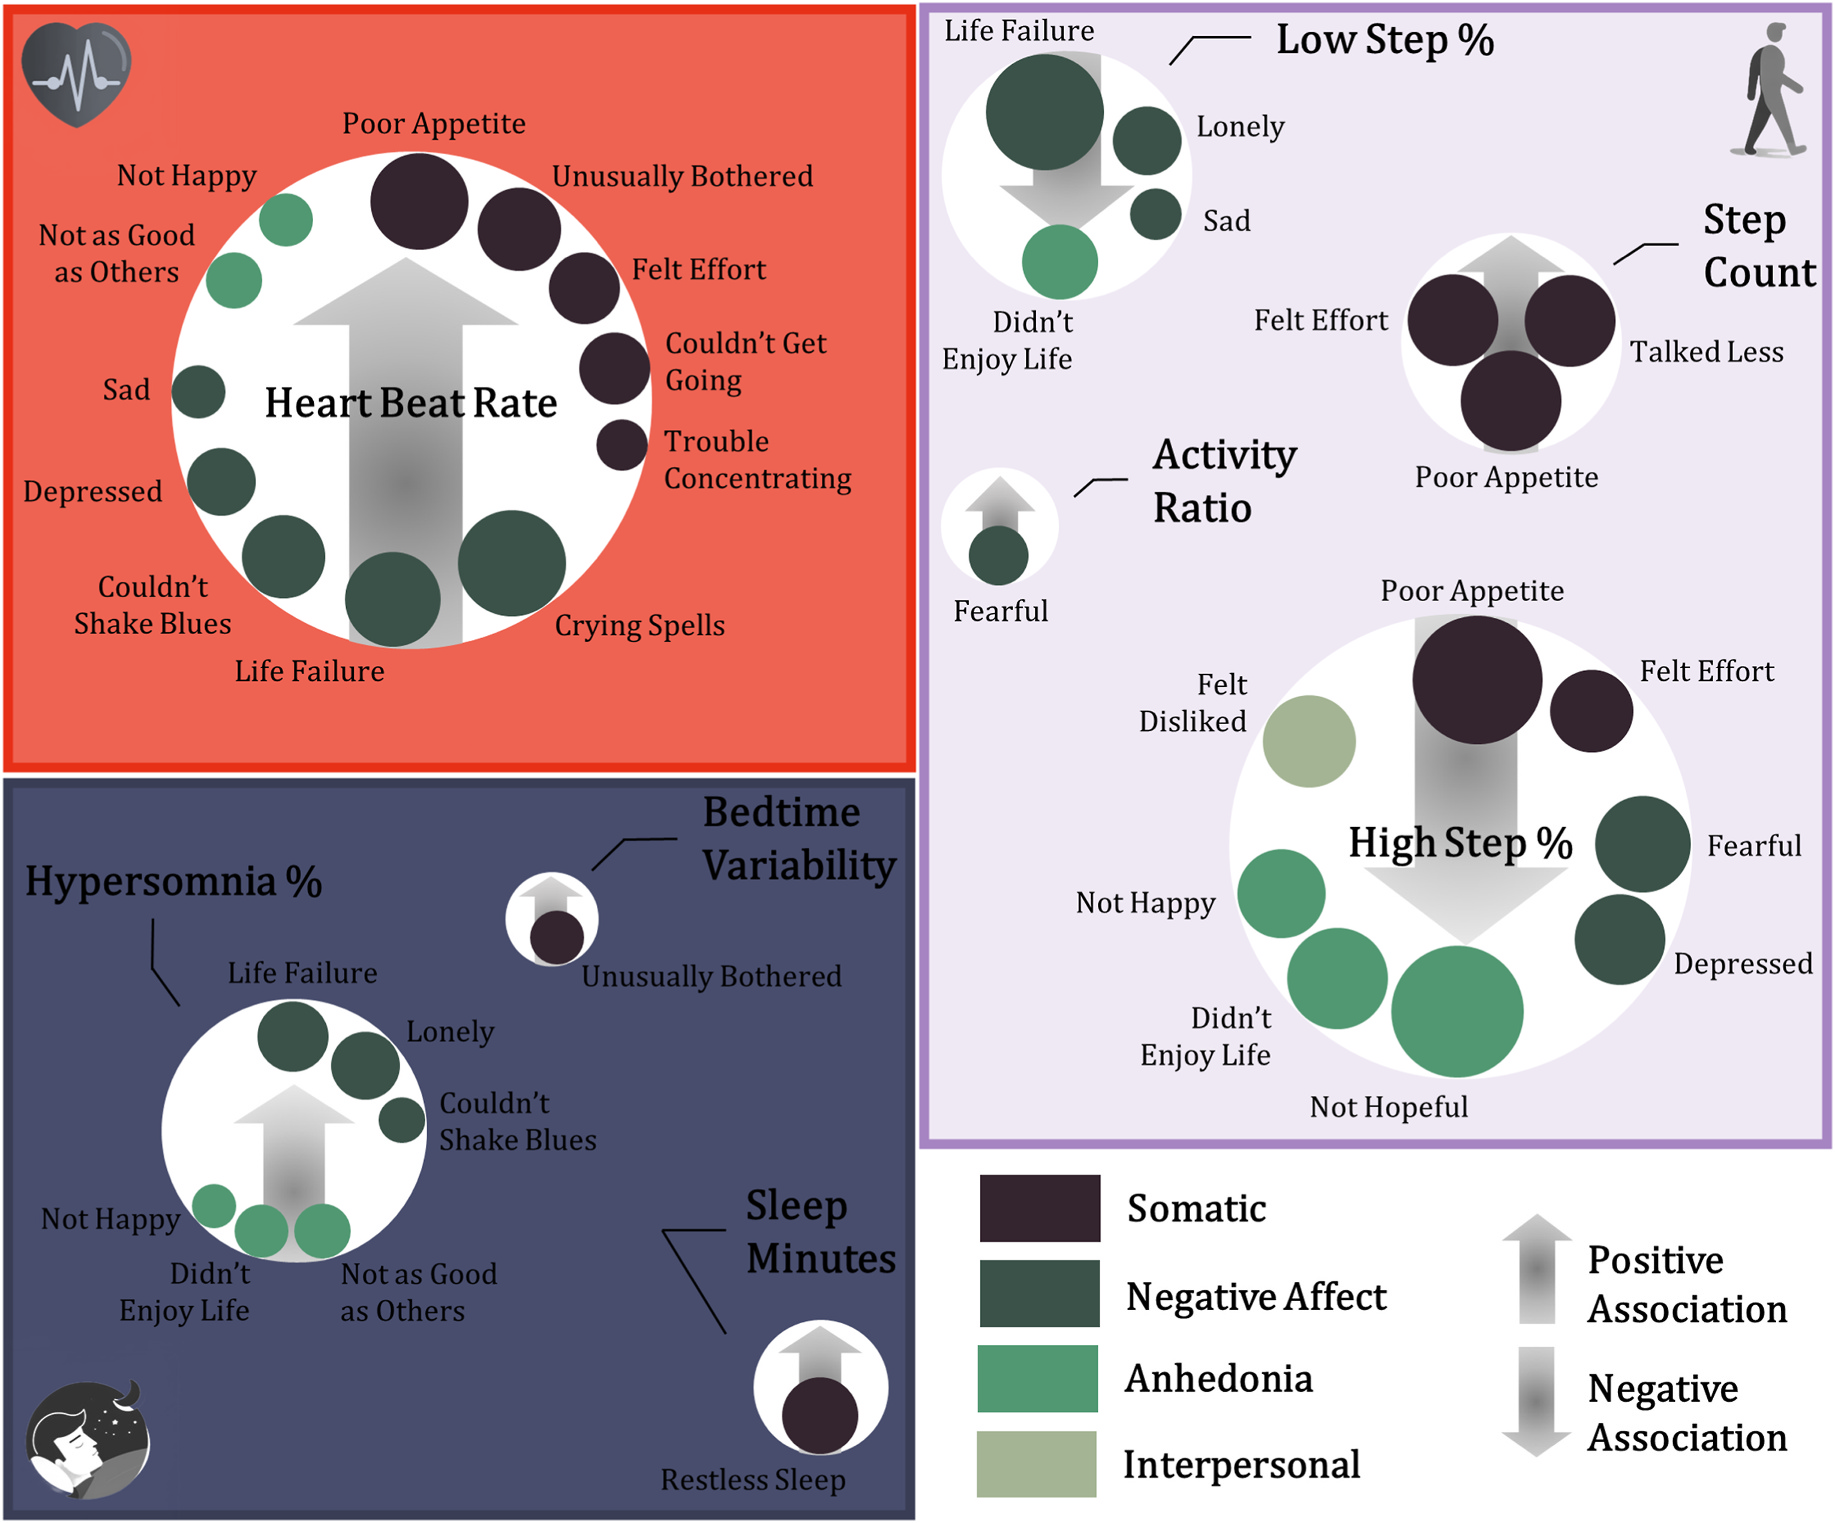 Poor Appetite
Not Happy
Unusually Bothered
Not as Good
as Others
Felt Effort
Couldn't Get
Going
Sad
Heart Beat Rate
Trouble
Concentrating
Depressed
Couldn't
Shake Blues
Crying Spells
Life Failure
Life Failure
Low Step %
Lonely
Sad
Didn't
Enjoy Life
Step
Count
Felt Effort
Talked Less
Poor Appetite
Activity
Ratio
Fearful
Poor Appetite
Felt
Disliked
Felt Effort
High Step %
Fearful
Not Happy
Depressed
Didn't
Enjoy Life
Not Hopeful
Bedtime
Variability
Hypersomnia %
Unusually Bothered
Life Failure
Lonely
Couldn't
Shake Blues
Not Happy
Didn't
Enjoy Life
Not as Good
as Others
Sleep
Minutes
Restless Sleep
Somatic
Negative Affect
Anhedonia
Interpersonal
Positive
Association
Negative
Association